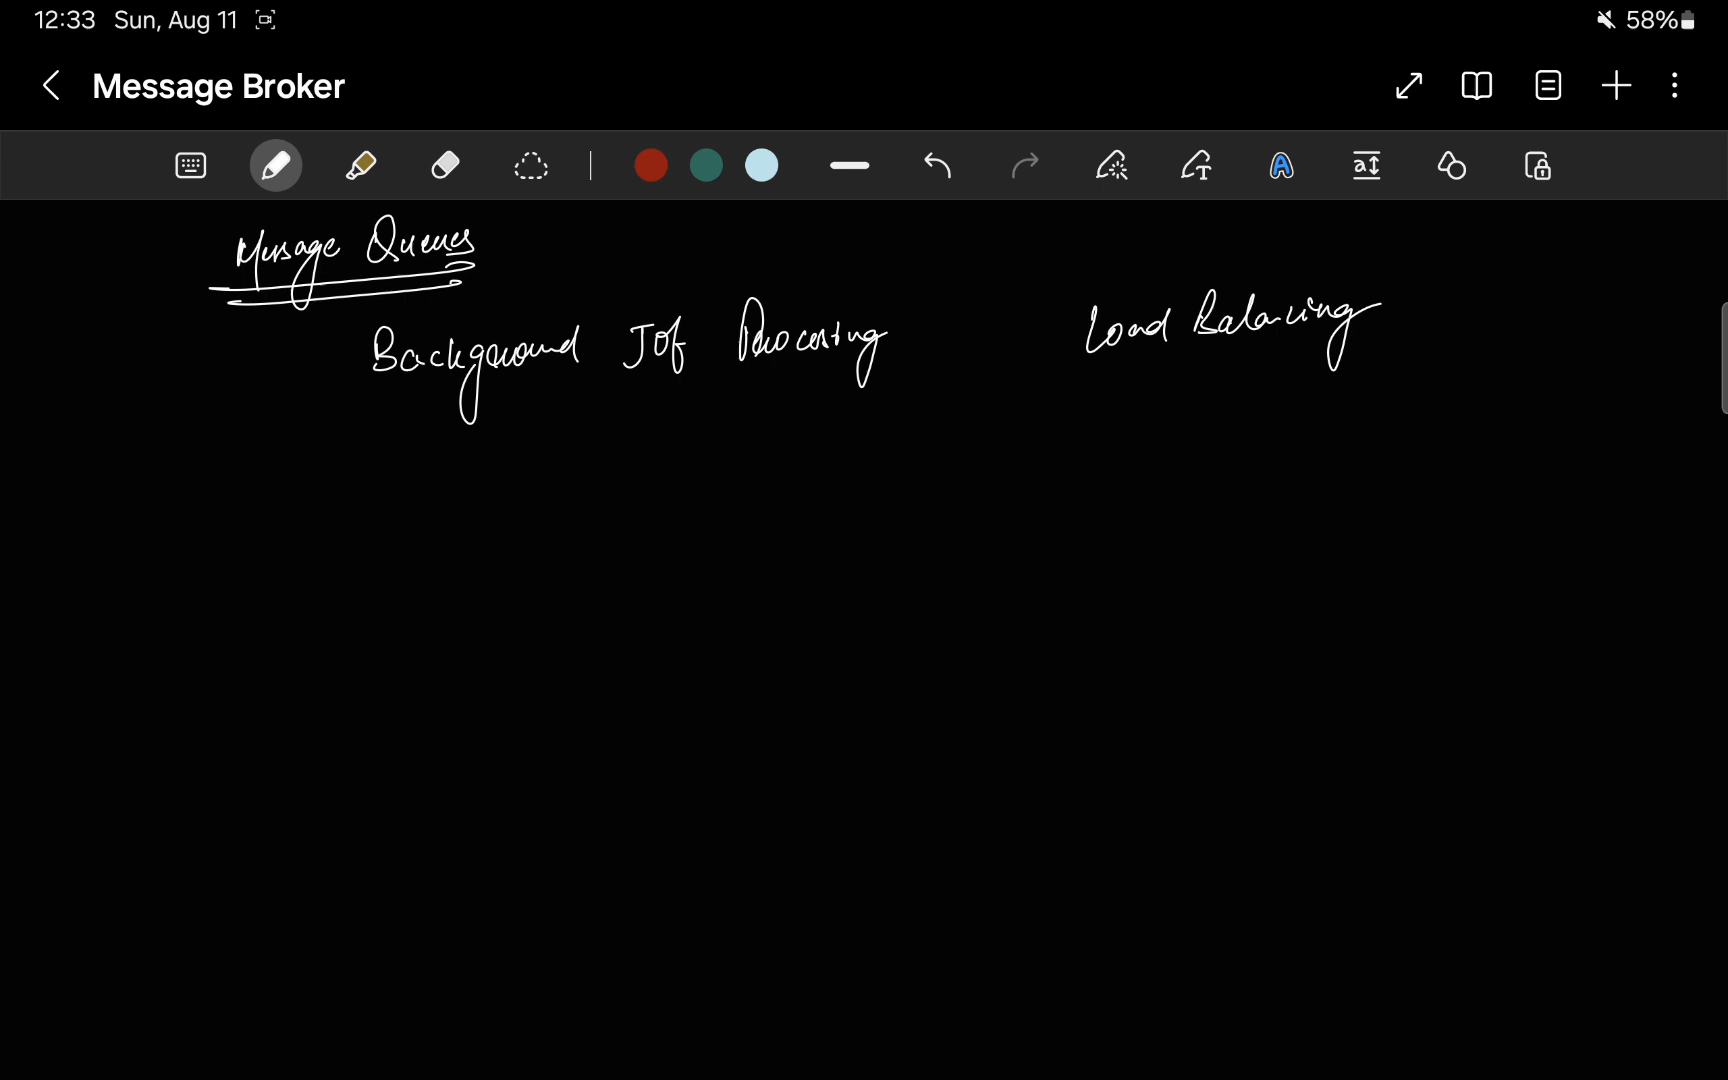 12:33 Sun, Aug 11 58%
Message Broker
Message Queues
Background Job Processing Load Balancing